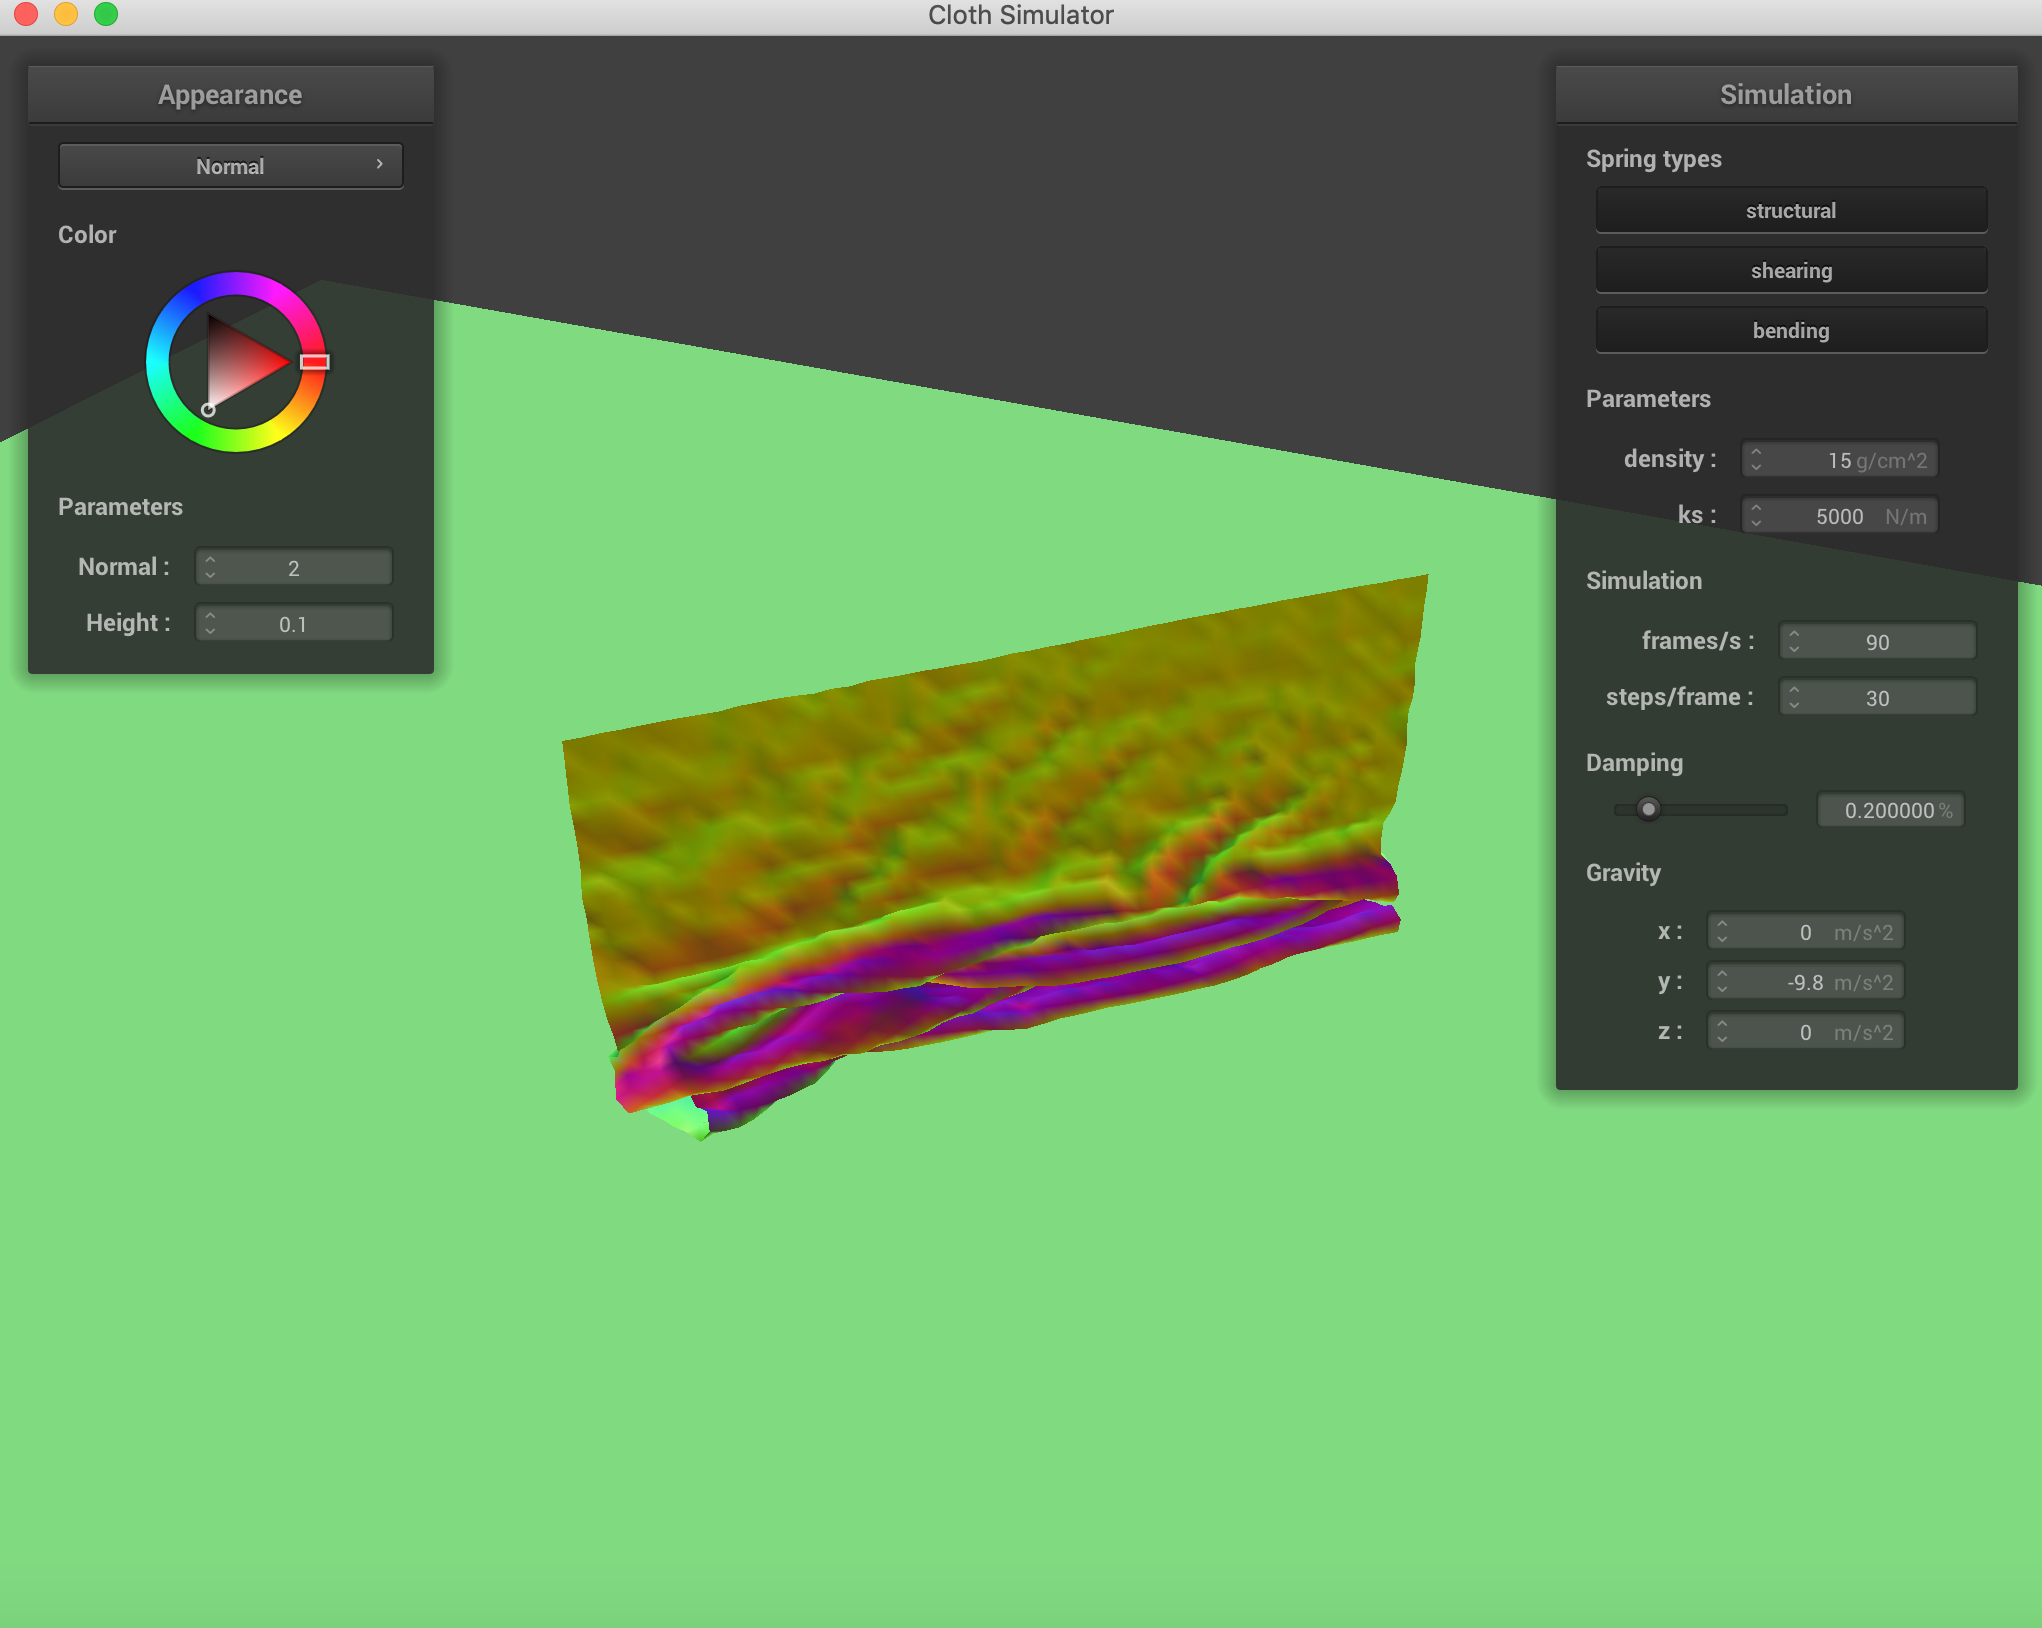 Cloth Simulator
Appearance
Normal
Color
Parameters
Normal : 2
Height : 0.1
Simulation
Spring types
structural
shearing
bending
Parameters
density : 15 g/cm^2
ks : 5000 N/m
Simulation
frames/s : 90
steps/frame : 30
Damping
0.200000 %
Gravity
x : 0 m/s^2
y : -9.8 m/s^2
z : 0 m/s^2